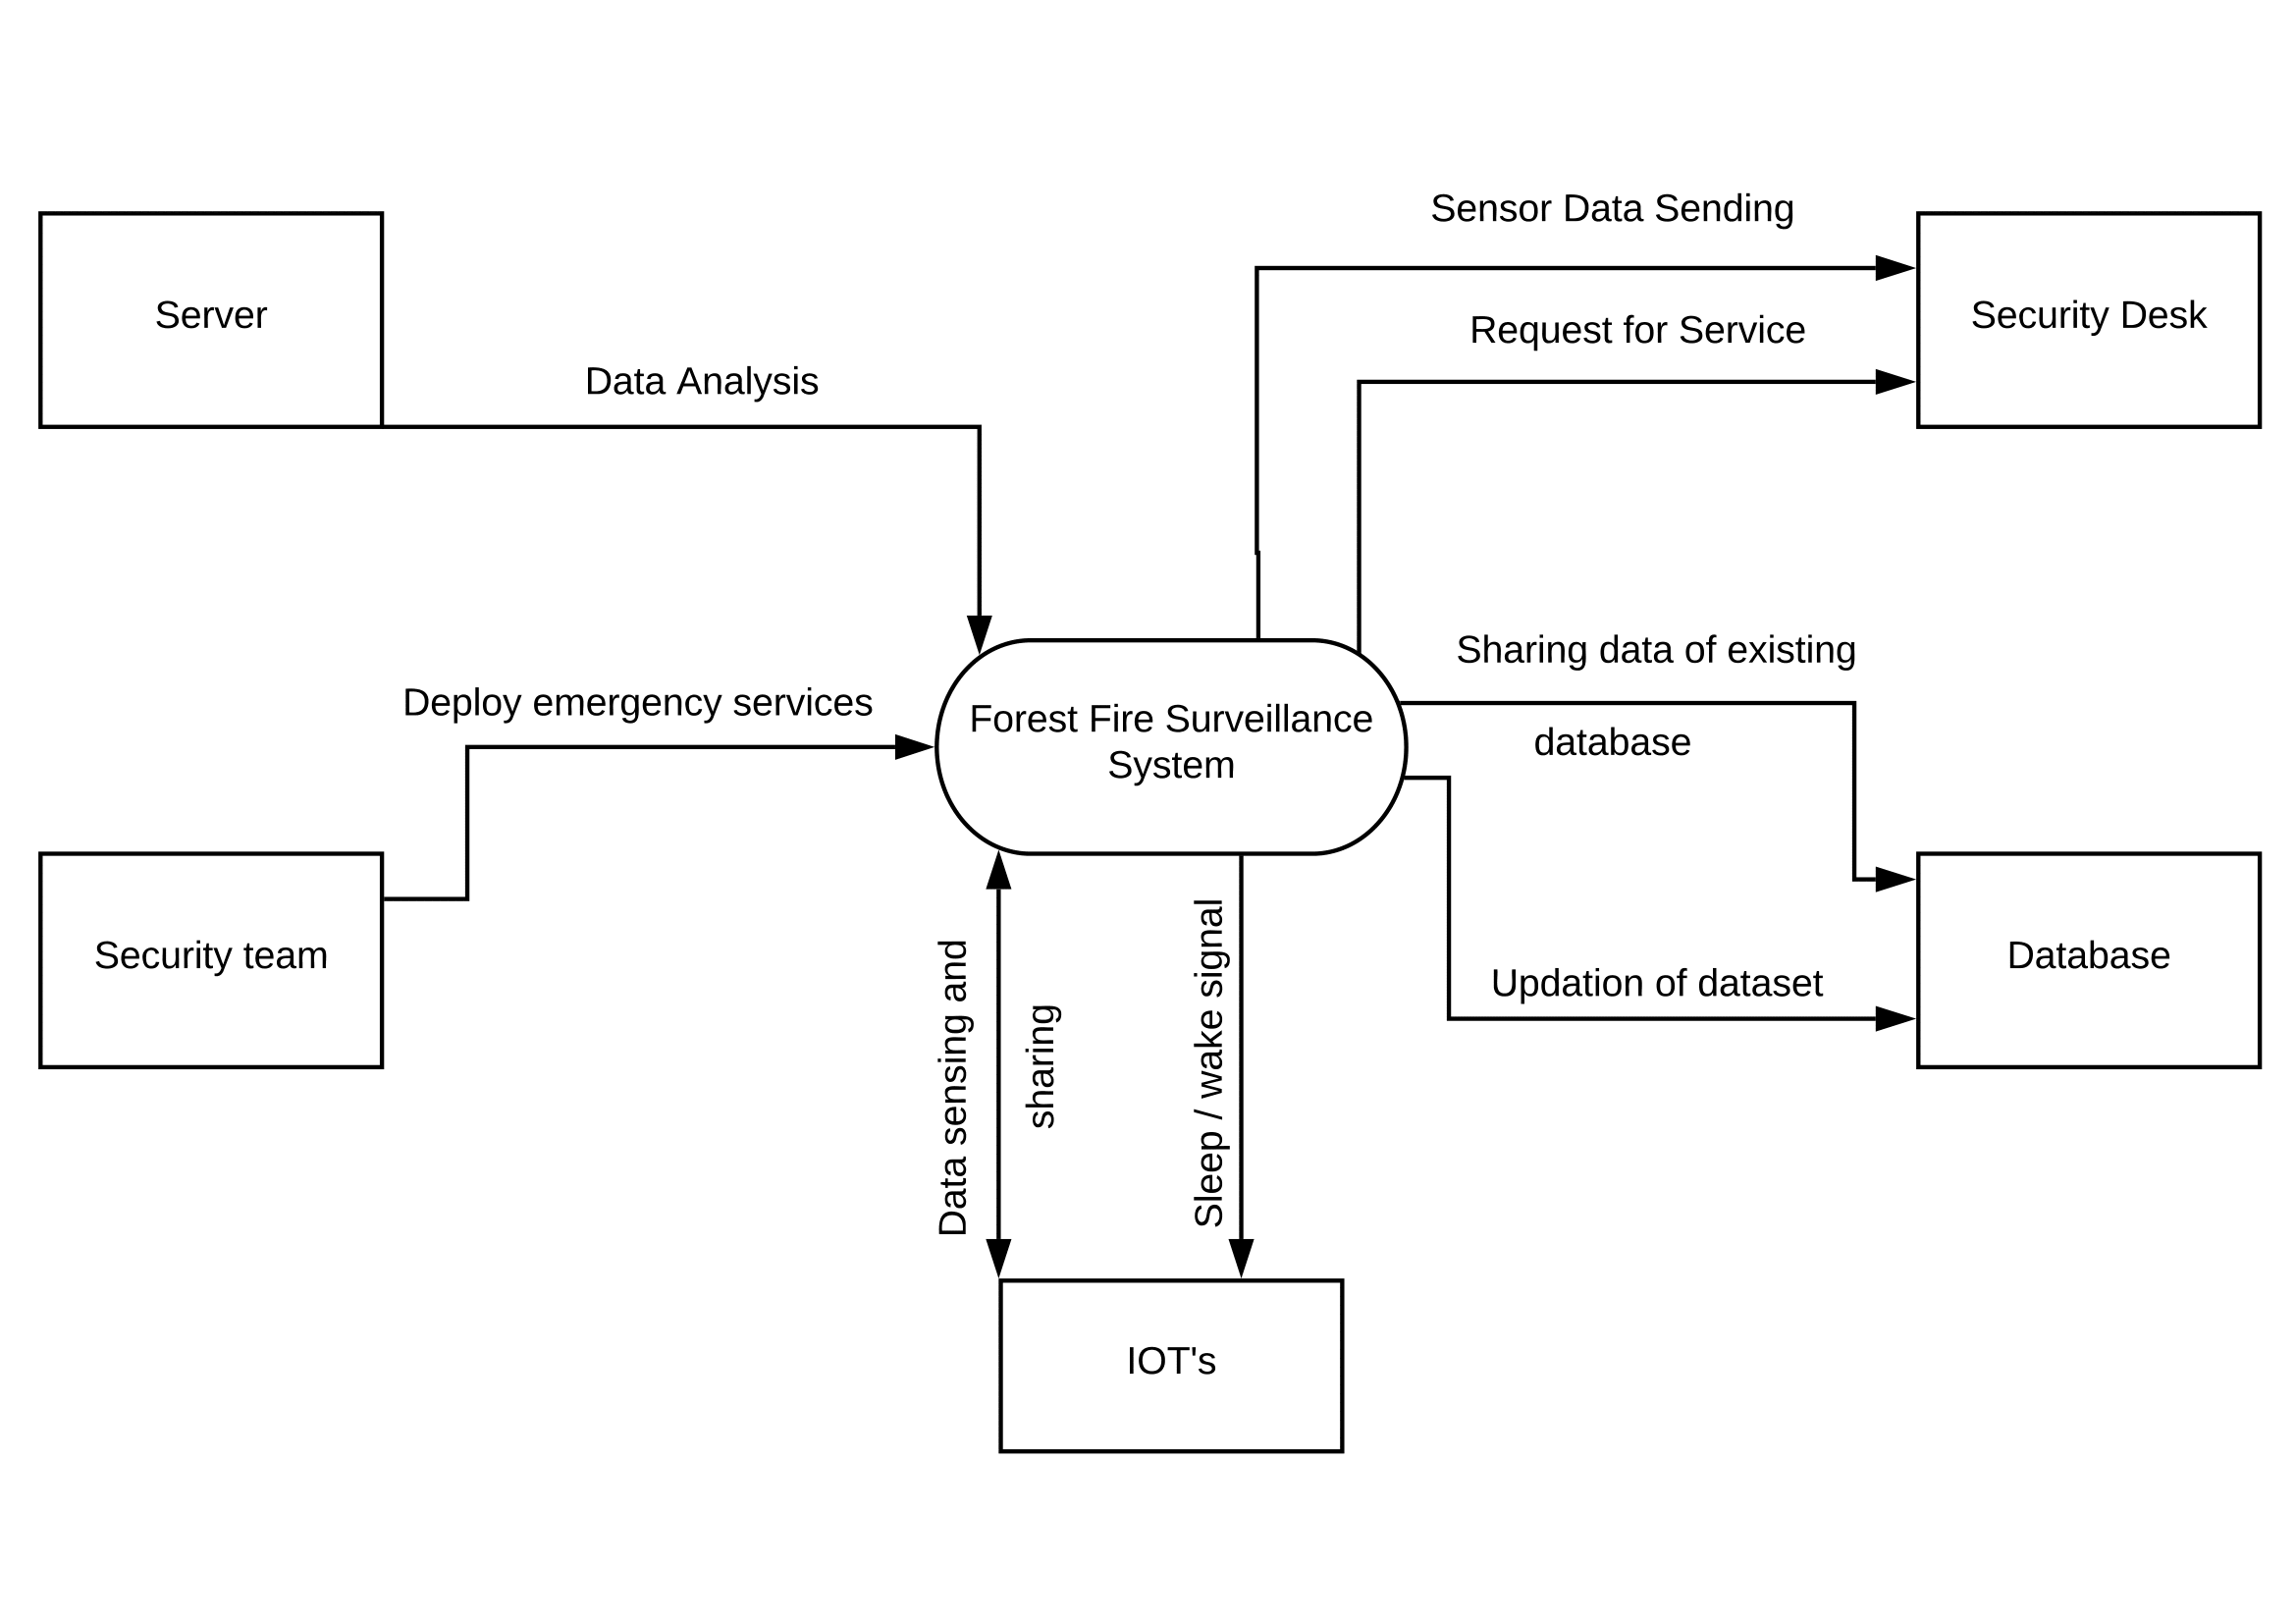 Sensor Data Sending
Server
Security Desk
Request for Service
Data Analysis
Sharing data of existing
database
Deploy emergency services
Forest Fire Surveillance
System
Security team
Database
Updation of dataset
Data sensing and
sharing
Sleep / wake signal
IOT's